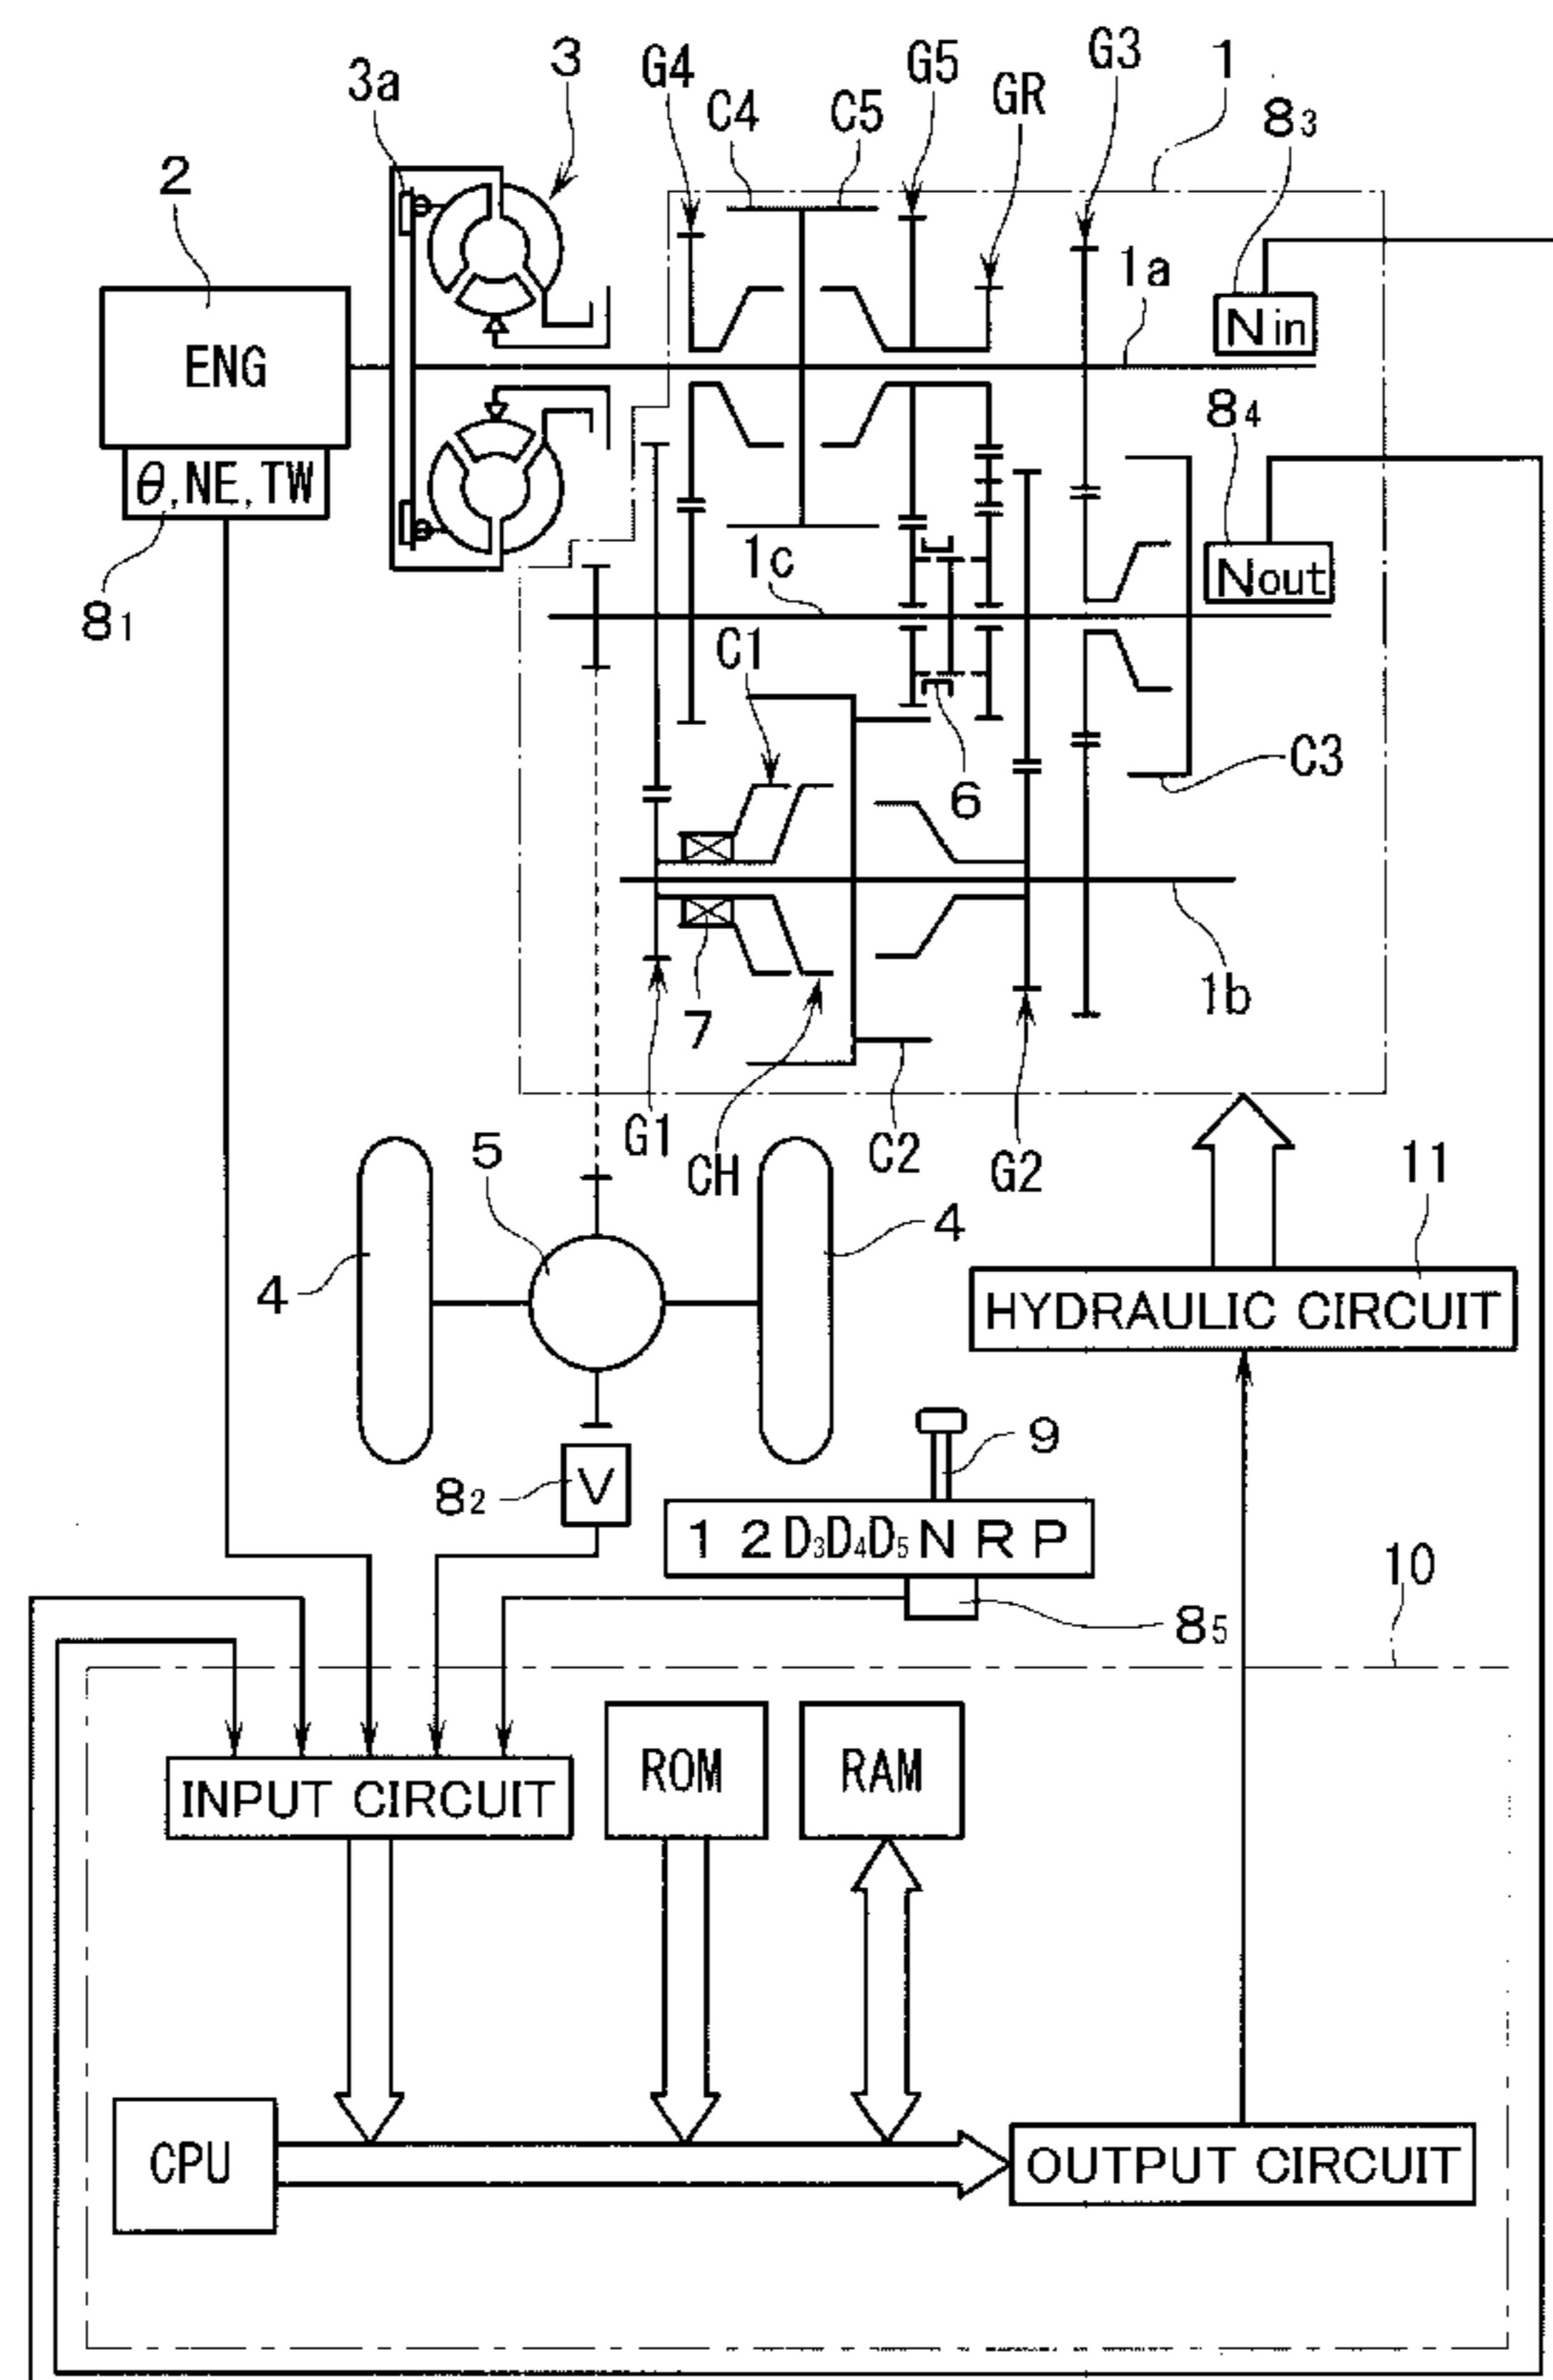 3
G4
G5
G3
1
3a
C4
C5
GR
83
2
1a
Nin
ENG
84
θ, NE, TW
1c
Nout
81
C1
6
C3
7
1b
G1
CH
C2
G2
5
11
4
4
HYDRAULIC CIRCUIT
9
82
V
1 2 D3D4D5 N R P
10
85
INPUT CIRCUIT
ROM
RAM
CPU
OUTPUT CIRCUIT